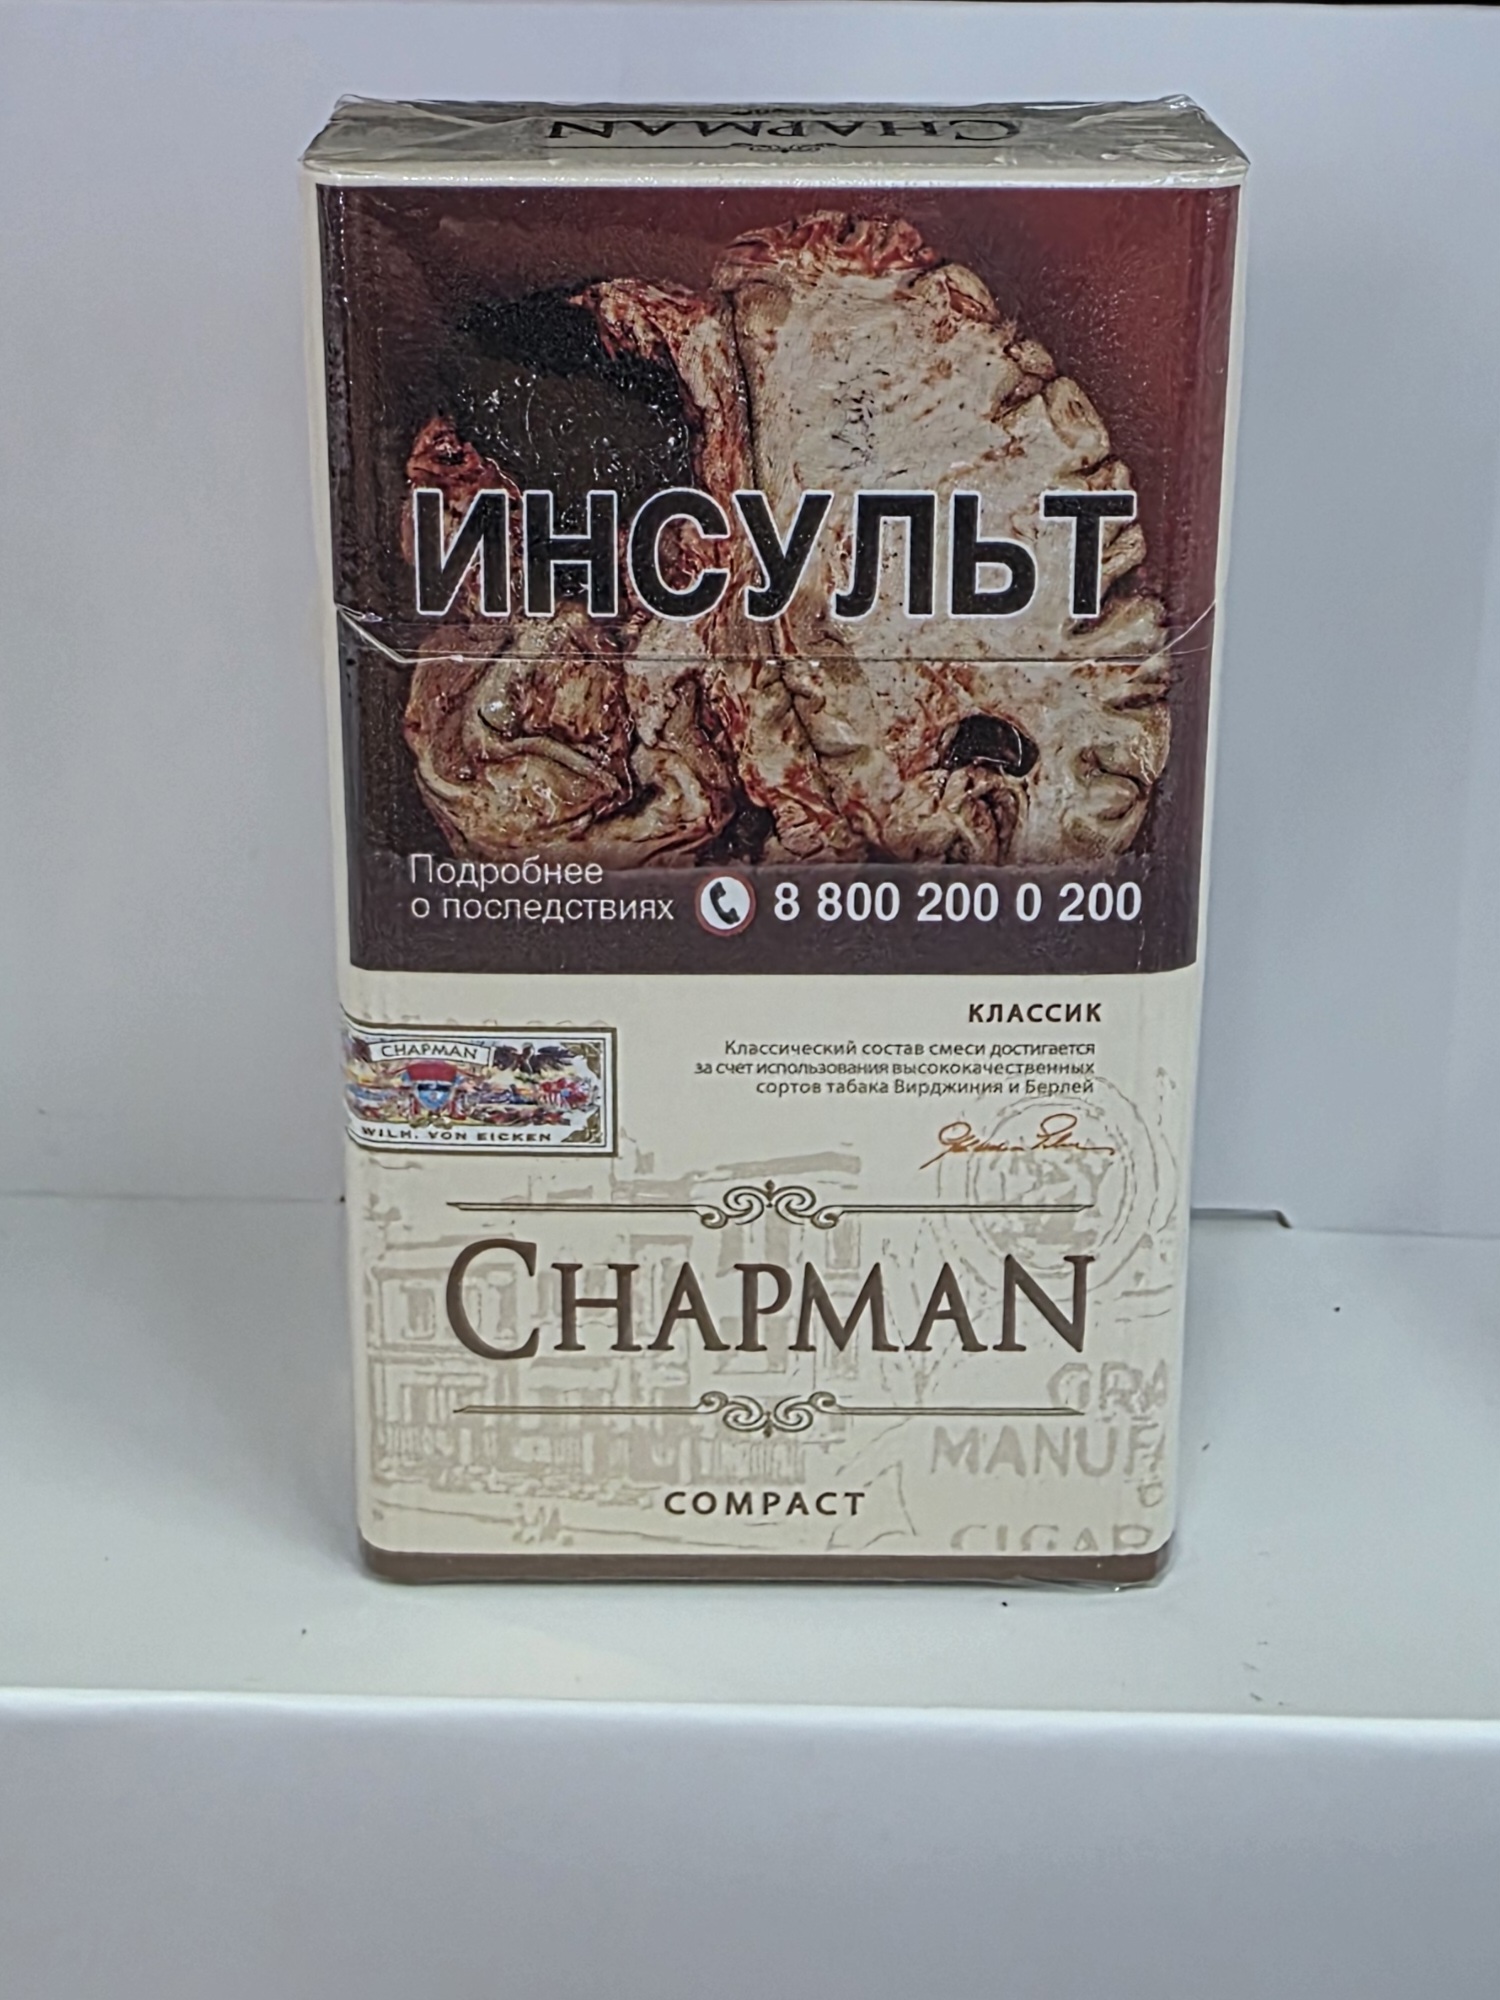 CHAPMAN
ИНСУЛЬТ
Подробнее
о последствиях
8 800 200 0 200
КЛАССИК
Классический состав смеси достигается
за счет использования высококачественных
сортов табака Вирджиния и Берлей
CHAPMAN
WILH. VON EICKEN
CHAPMAN
MANUF
CIGAR
COMPACT